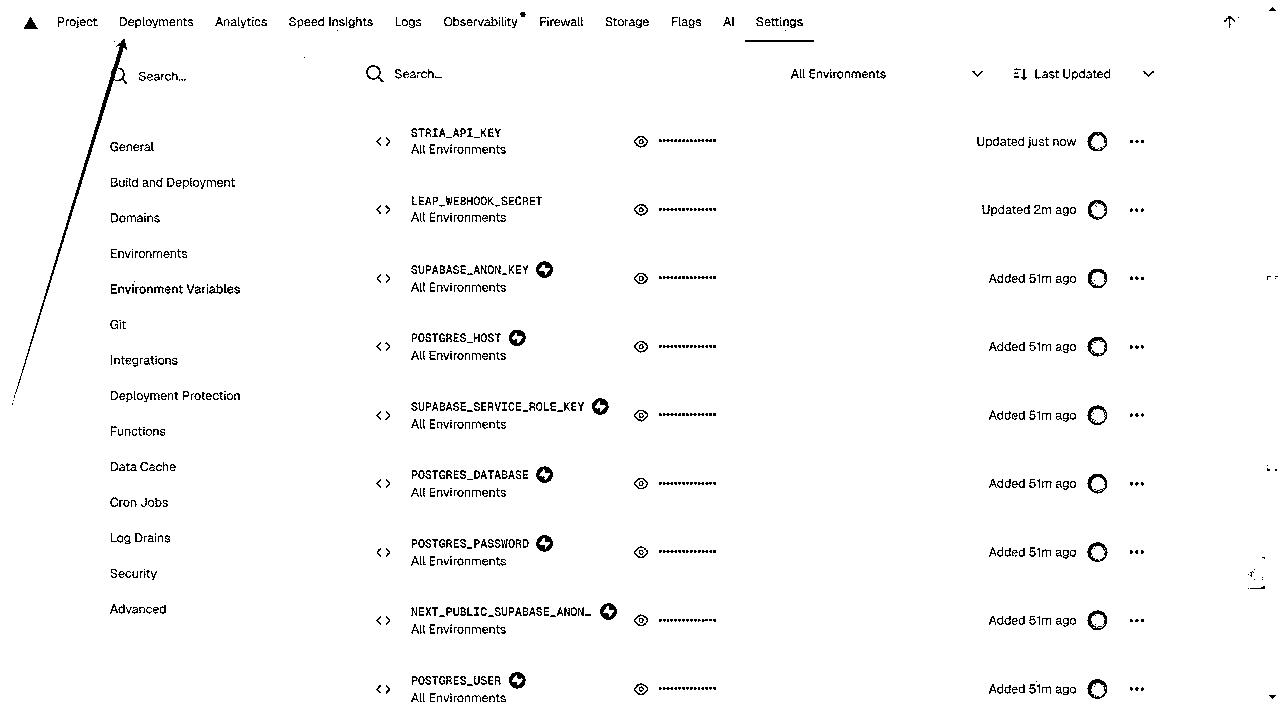 Project Deployments Analytics Speed Insights Logs Observability Firewall Storage Flags AI Settings
Search...
Search...
All Environments
Last Updated
General
Build and Deployment
Domains
Environments
Environment Variables
Git
Integrations
Deployment Protection
Functions
Data Cache
Cron Jobs
Log Drains
Security
Advanced
STRIA_API_KEY
All Environments
Updated just now
LEAP_WEBHOOK_SECRET
All Environments
Updated 2m ago
SUPABASE_ANON_KEY
All Environments
Added 51m ago
POSTGRES_HOST
All Environments
Added 51m ago
SUPABASE_SERVICE_ROLE_KEY
All Environments
Added 51m ago
POSTGRES_DATABASE
All Environments
Added 51m ago
POSTGRES_PASSWORD
All Environments
Added 51m ago
NEXT_PUBLIC_SUPABASE_ANON_
All Environments
Added 51m ago
POSTGRES_USER
All Environments
Added 51m ago